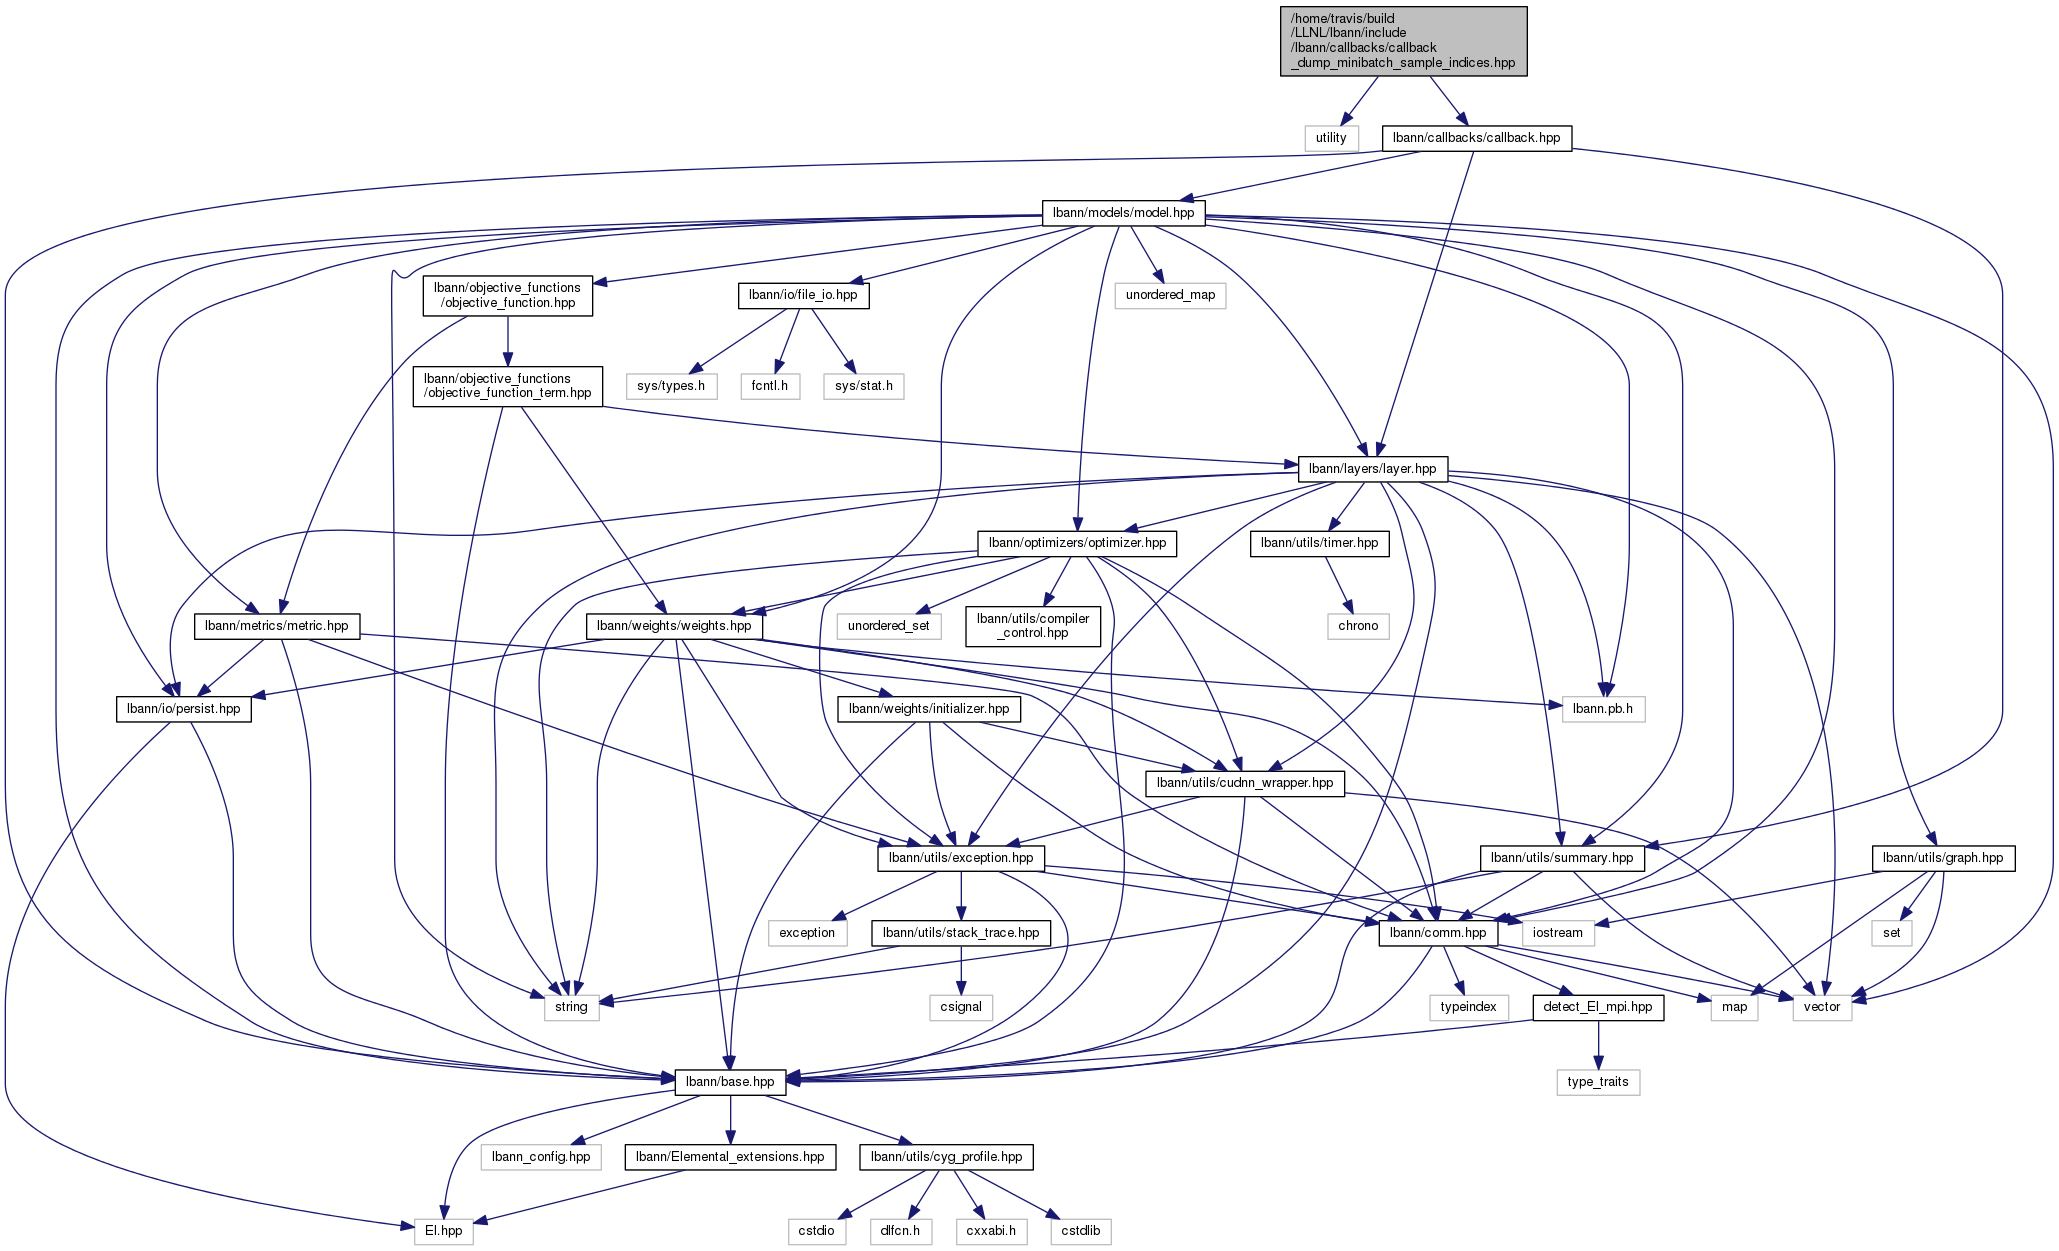 /home/travis/build
/LLNL/lbann/include
/lbann/callbacks/callback
_dump_minibatch_sample_indices.hpp
utility
lbann/callbacks/callback.hpp
lbann/models/model.hpp
lbann/objective_functions
/objective_function.hpp
lbann/io/file_io.hpp
unordered_map
lbann/objective_functions
/objective_function_term.hpp
sys/types.h
fcntl.h
sys/stat.h
lbann/layers/layer.hpp
lbann/optimizers/optimizer.hpp
lbann/utils/timer.hpp
lbann/metrics/metric.hpp
lbann/weights/weights.hpp
unordered_set
lbann/utils/compiler
_control.hpp
chrono
lbann/io/persist.hpp
lbann/weights/initializer.hpp
lbann.pb.h
lbann/utils/cudnn_wrapper.hpp
lbann/utils/exception.hpp
lbann/utils/summary.hpp
lbann/utils/graph.hpp
exception
lbann/utils/stack_trace.hpp
lbann/comm.hpp
iostream
set
string
csignal
typeindex
detect_El_mpi.hpp
map
vector
lbann/base.hpp
type_traits
lbann_config.hpp
lbann/Elemental_extensions.hpp
lbann/utils/cyg_profile.hpp
El.hpp
cstdio
dlfcn.h
cxxabi.h
cstdlib